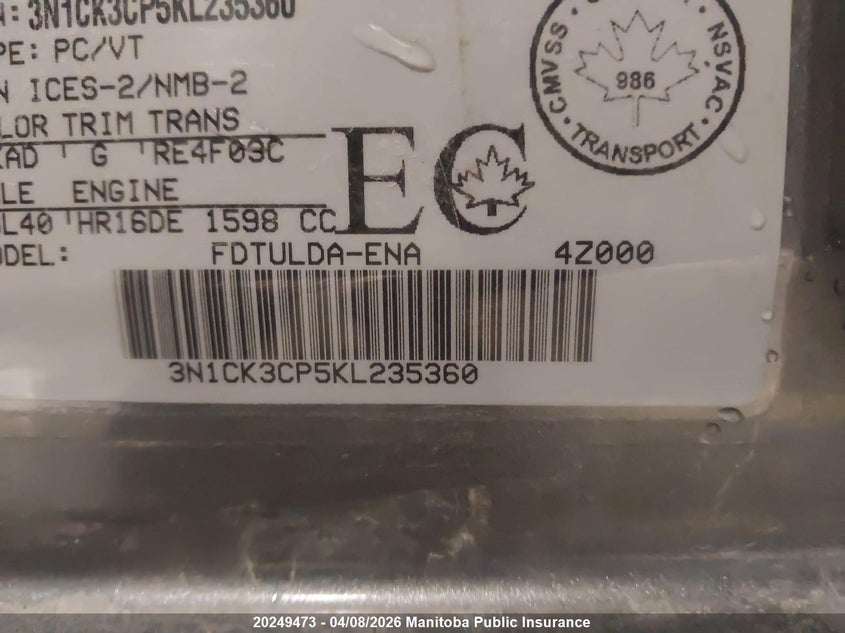 N: 3N1CK3CP5KL235360
PE: PC/VT
N ICES-2/NMB-2
LOR TRIM TRANS
AD G RE4F03C
LE ENGINE
L40 HR16DE 1598 CC
EC
CMVSS • NSVAC • TRANSPORT •
986
ODEL: FDTULDA-ENA 4Z000
3N1CK3CP5KL235360
20249473 - 04/08/2026 Manitoba Public Insurance